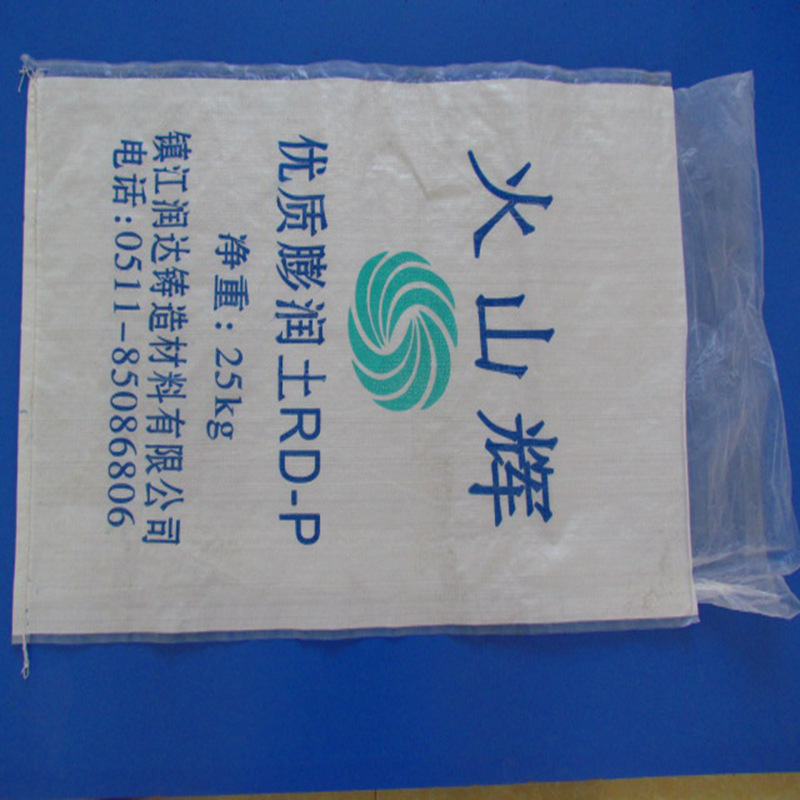 火山辉
优质膨润土RD-P
净重:25kg
镇江润达铸造材料有限公司
电话:0511-85086806